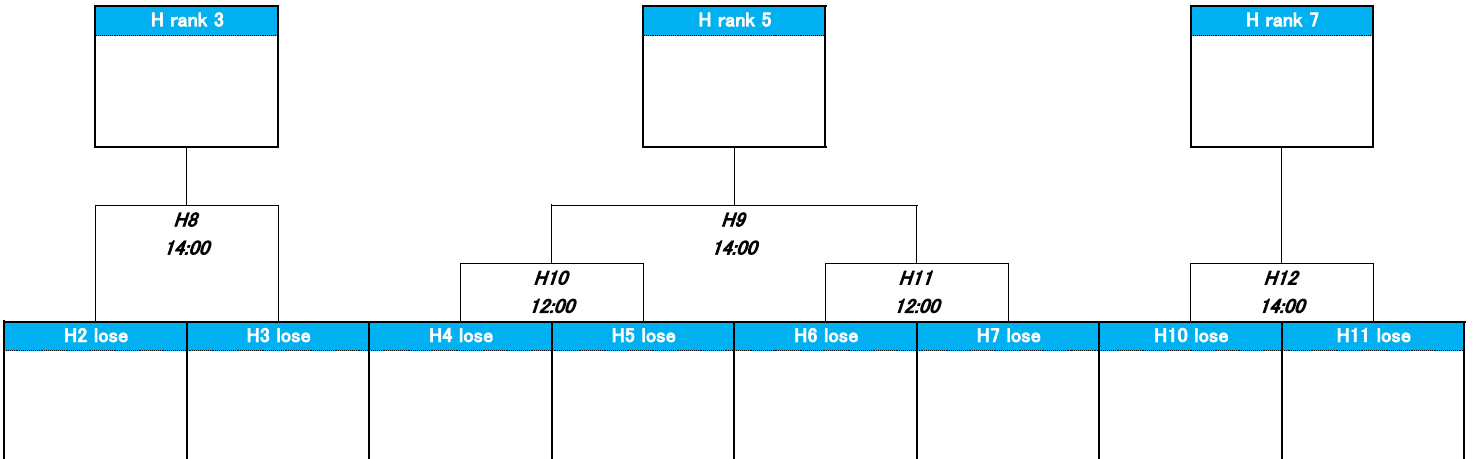 H rank 3
H rank 5
H rank 7
H8
14:00
H9
14:00
H10
12:00
H11
12:00
H12
14:00
H2 lose
H3 lose
H4 lose
H5 lose
H6 lose
H7 lose
H10 lose
H11 lose